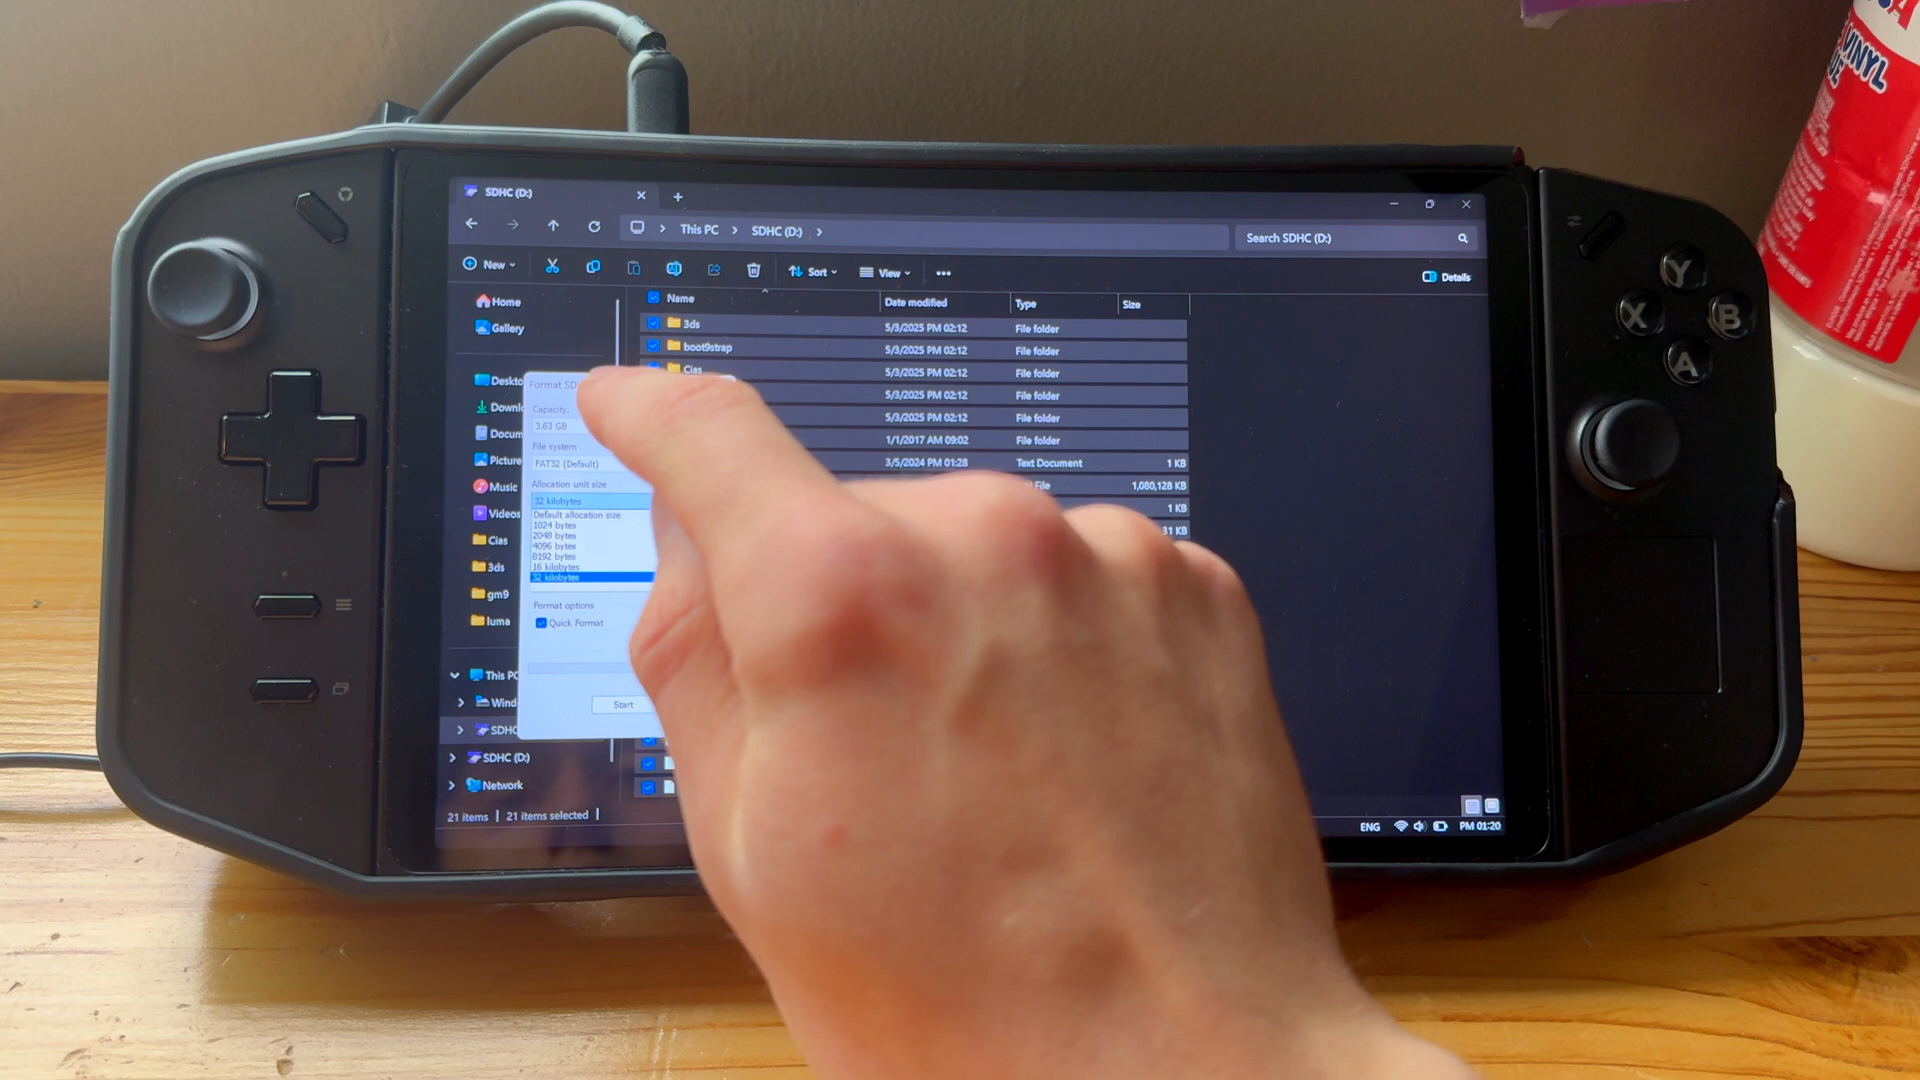 SDHC (D:)
This PC > SDHC (D:) >
Search SDHC (D:)
New
Sort
View
Details
Home
Gallery
Name
Date modified
Type
Size
3ds
5/3/2025 PM 02:12
File folder
boot9strap
5/3/2025 PM 02:12
File folder
Cias
5/3/2025 PM 02:12
File folder
5/3/2025 PM 02:12
File folder
5/3/2025 PM 02:12
File folder
1/1/2017 AM 09:02
File folder
3/5/2024 PM 01:28
Text Document
1 KB
File
1,080,128 KB
1 KB
31 KB
Music
Videos
Cias
3ds
gm9
luma
This PC
SDHC
SDHC (D:)
Network
21 items
21 items selected
Capacity:
3.63 GB
File system
FAT32 (Default)
Allocation unit size
32 kilobytes
Default allocation size
1024 bytes
2048 bytes
4096 bytes
8192 bytes
16 kilobytes
32 kilobytes
Format options
Quick Format
Start
ENG
PM 01:20
Y
X
B
A
VINYL